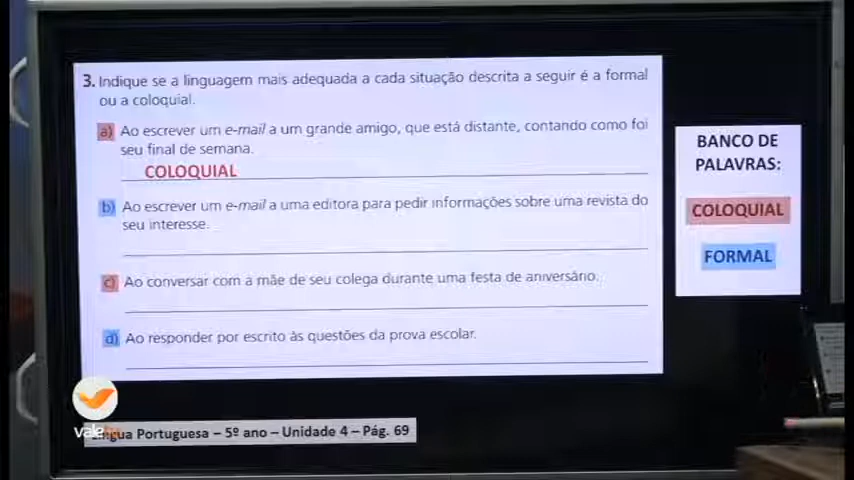 3. Indique se a linguagem mais adequada a cada situação descrita a seguir é a formal
ou a coloquial.
a) Ao escrever um e-mail a um grande amigo, que está distante, contando como foi
seu final de semana.
COLOQUIAL
b) Ao escrever um e-mail a uma editora para pedir informações sobre uma revista do
seu interesse.
c) Ao conversar com a mãe de seu colega durante uma festa de aniversário.
d) Ao responder por escrito às questões da prova escolar.
BANCO DE
PALAVRAS:
COLOQUIAL
FORMAL
vale
Língua Portuguesa – 5º ano – Unidade 4 – Pág. 69